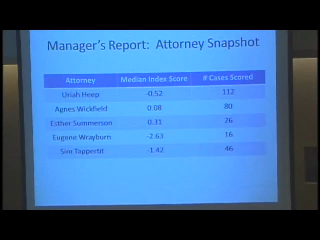 Manager's Report: Attorney Snapshot
Attorney Median Index Score # Cases Scored
Uriah Heep -0.52 112
Agnes Wickfield 0.08 80
Esther Summerson 0.31 26
Eugene Wrayburn -2.63 16
Sim Tappertit -1.42 46